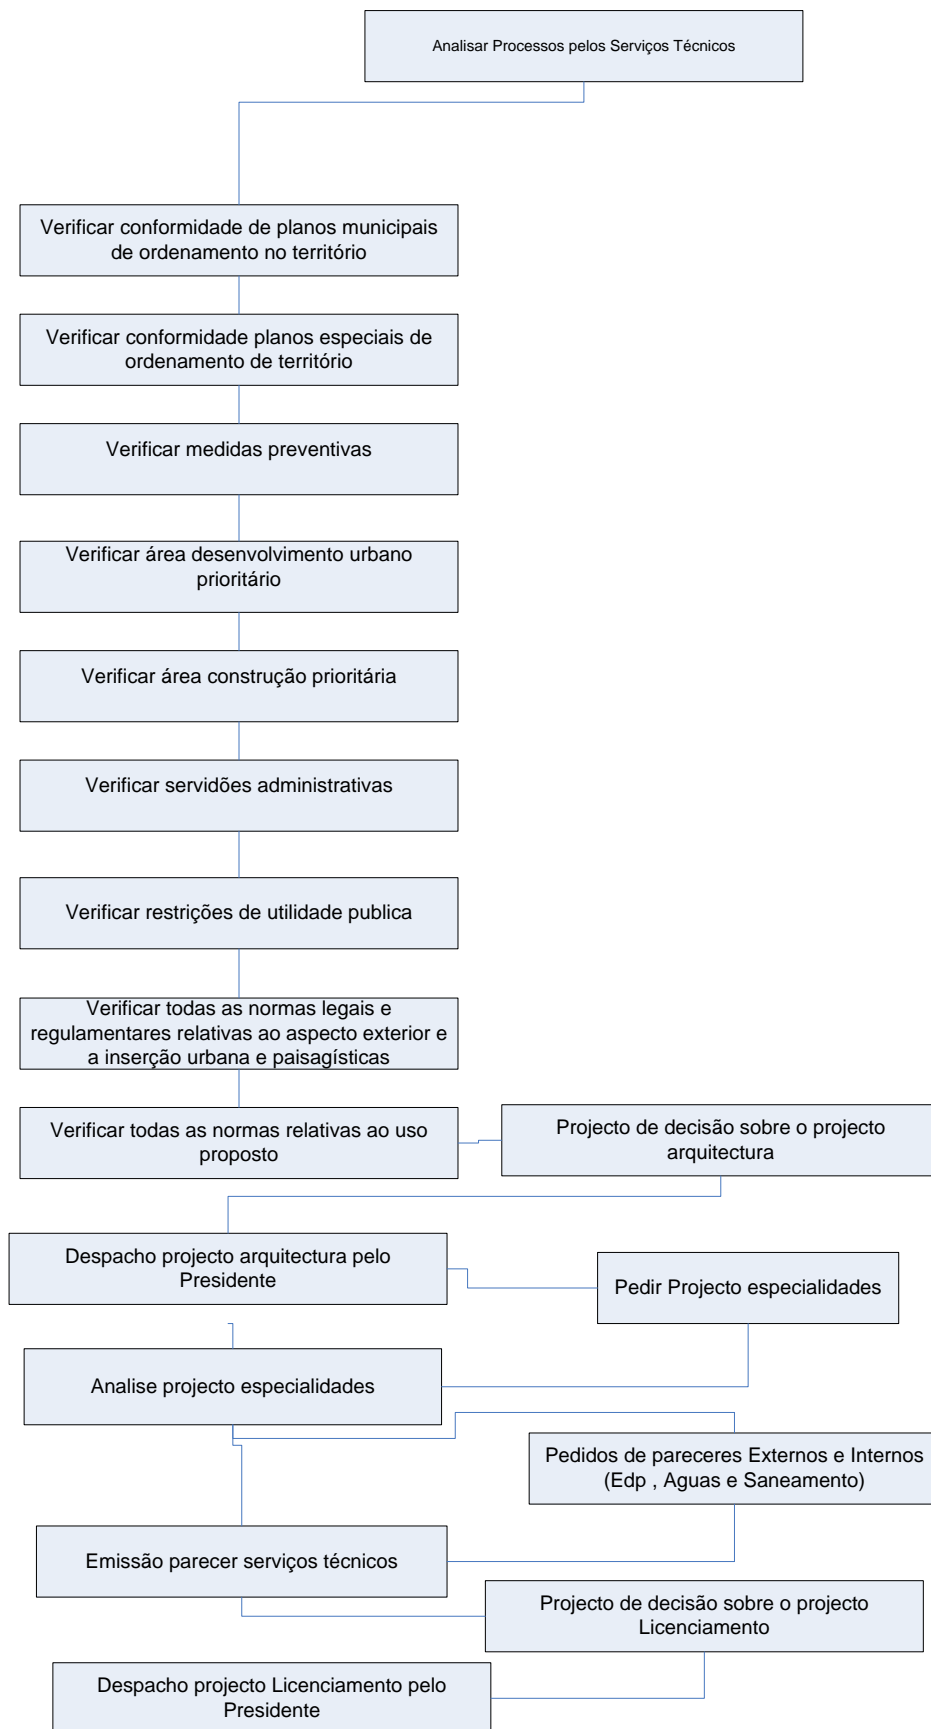 Analisar Processos pelos Serviços Técnicos
Verificar conformidade de planos municipais
de ordenamento no território
Verificar conformidade planos especiais de
ordenamento de território
Verificar medidas preventivas
Verificar área desenvolvimento urbano
prioritário
Verificar área construção prioritária
Verificar servidões administrativas
Verificar restrições de utilidade publica
Verificar todas as normas legais e
regulamentares relativas ao aspecto exterior e
a inserção urbana e paisagísticas
Verificar todas as normas relativas ao uso
proposto
Projecto de decisão sobre o projecto
arquitectura
Despacho projecto arquitectura pelo
Presidente
Pedir Projecto especialidades
Analise projecto especialidades
Pedidos de pareceres Externos e Internos
(Edp , Aguas e Saneamento)
Emissão parecer serviços técnicos
Projecto de decisão sobre o projecto
Licenciamento
Despacho projecto Licenciamento pelo
Presidente